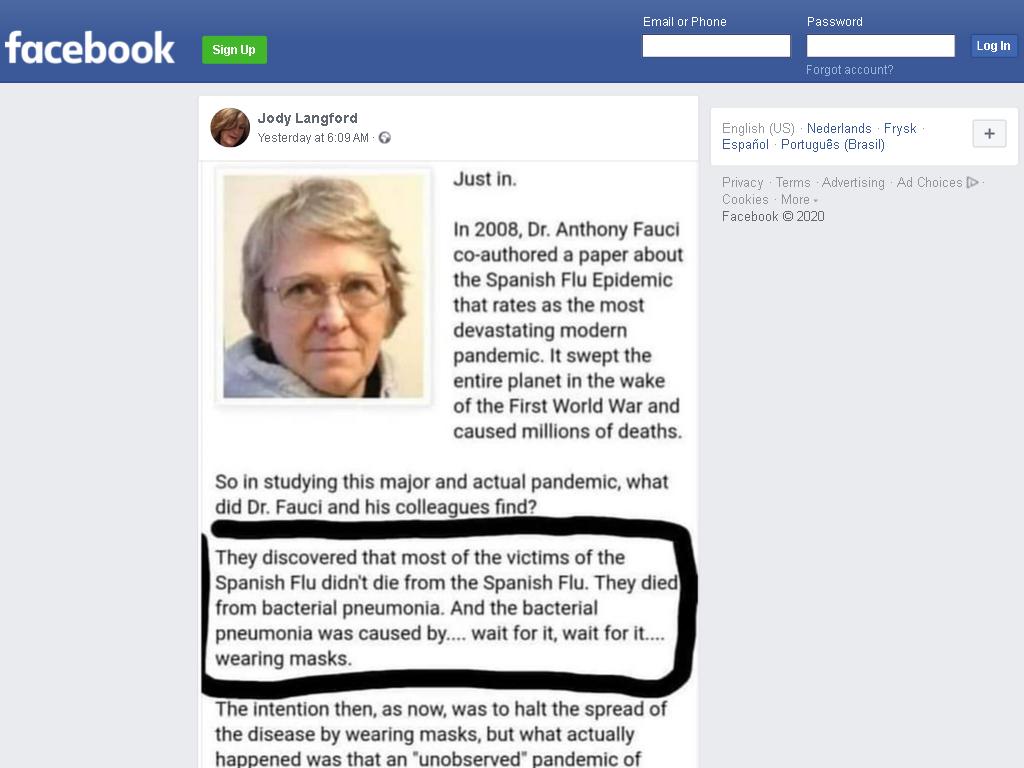 facebook
Sign Up
Email or Phone
Password
Log In
Forgot account?
Jody Langford
Yesterday at 6:09 AM ·
Just in.
In 2008, Dr. Anthony Fauci
co-authored a paper about
the Spanish Flu Epidemic
that rates as the most
devastating modern
pandemic. It swept the
entire planet in the wake
of the First World War and
caused millions of deaths.
So in studying this major and actual pandemic, what
did Dr. Fauci and his colleagues find?
They discovered that most of the victims of the
Spanish Flu didn't die from the Spanish Flu. They died
from bacterial pneumonia. And the bacterial
pneumonia was caused by.... wait for it, wait for it....
wearing masks.
The intention then, as now, was to halt the spread of
the disease by wearing masks, but what actually
happened was that an "unobserved" pandemic of
English (US) · Nederlands · Frysk ·
Español · Português (Brasil)
+
Privacy · Terms · Advertising · Ad Choices ·
Cookies · More
Facebook © 2020